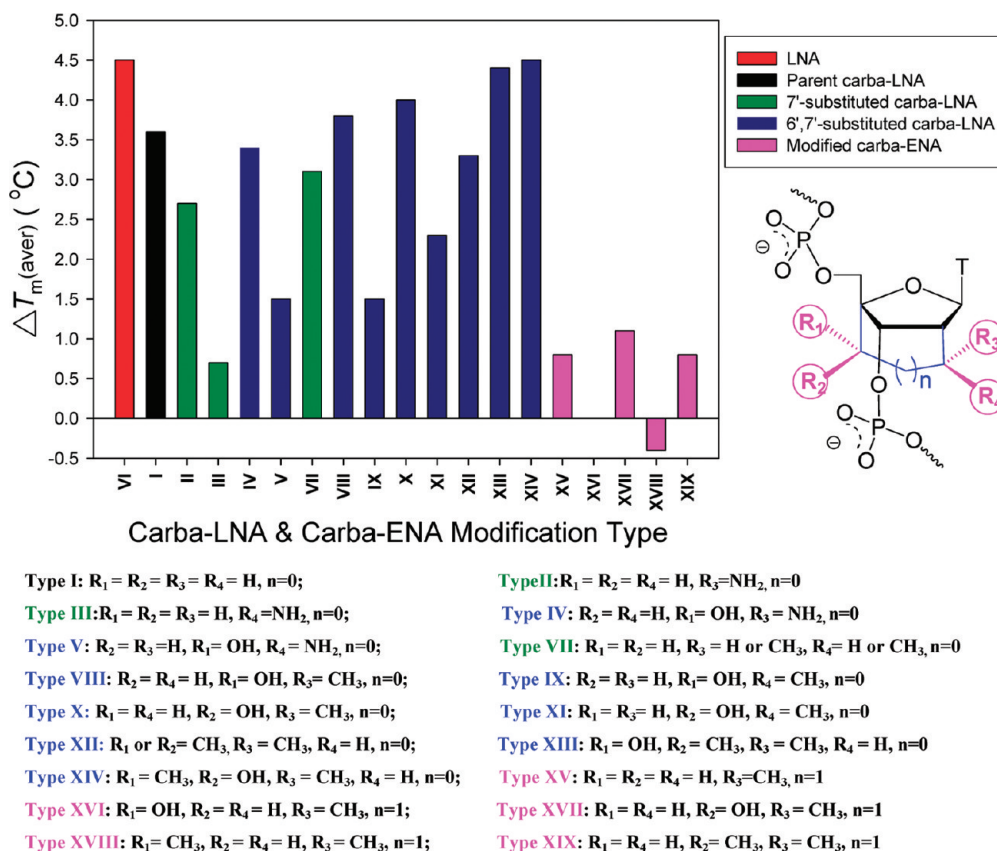 5.0
4.5
4.0
3.5
3.0
2.5
2.0
1.5
1.0
0.5
0.0
-0.5
△Tm(aver) (°C)
VI I II III IV V VII VIII IX X XI XII XIII XIV XV XVI XVII XVIII XIX
Carba-LNA & Carba-ENA Modification Type
LNA
Parent carba-LNA
7'-substituted carba-LNA
6',7'-substituted carba-LNA
Modified carba-ENA
O
O P
⊖ O O T
O
R1 R3
R2 ( )n R4
O
O P O
⊖ O
Type I: R₁ = R₂ = R₃ = R₄ = H, n=0;
TypeII:R₁ = R₂ = R₄ = H, R₃=NH₂, n=0
Type III:R₁ = R₂ = R₃ = H, R₄ =NH₂, n=0;
Type IV: R₂ = R₄=H, R₁= OH, R₃ = NH₂, n=0
Type V: R₂ = R₃ =H, R₁= OH, R₄ = NH₂, n=0;
Type VII: R₁ = R₂ = H, R₃ = H or CH₃, R₄= H or CH₃, n=0
Type VIII: R₂ = R₄ = H, R₁= OH, R₃= CH₃, n=0;
Type IX: R₂ = R₃ = H, R₁= OH, R₄ = CH₃, n=0
Type X: R₁ = R₄ = H, R₂ = OH, R₃ = CH₃, n=0;
Type XI: R₁ = R₃= H, R₂ = OH, R₄ = CH₃, n=0
Type XII: R₁ or R₂= CH₃, R₃ = CH₃, R₄ = H, n=0;
Type XIII: R₁ = OH, R₂ = CH₃, R₃ = CH₃, R₄ = H, n=0
Type XIV: R₁ = CH₃, R₂ = OH, R₃ = CH₃, R₄ = H, n=0;
Type XV: R₁ = R₂ = R₄ = H, R₃=CH₃, n=1
Type XVI: R₁= OH, R₂ = R₄ = H, R₃ = CH₃, n=1;
Type XVII: R₁ = R₄ = H, R₂= OH, R₃ = CH₃, n=1
Type XVIII: R₁= CH₃, R₂ = R₄ = H, R₃ = CH₃, n=1;
Type XIX: R₁ = R₄ = H, R₂ = CH₃, R₃ = CH₃, n=1